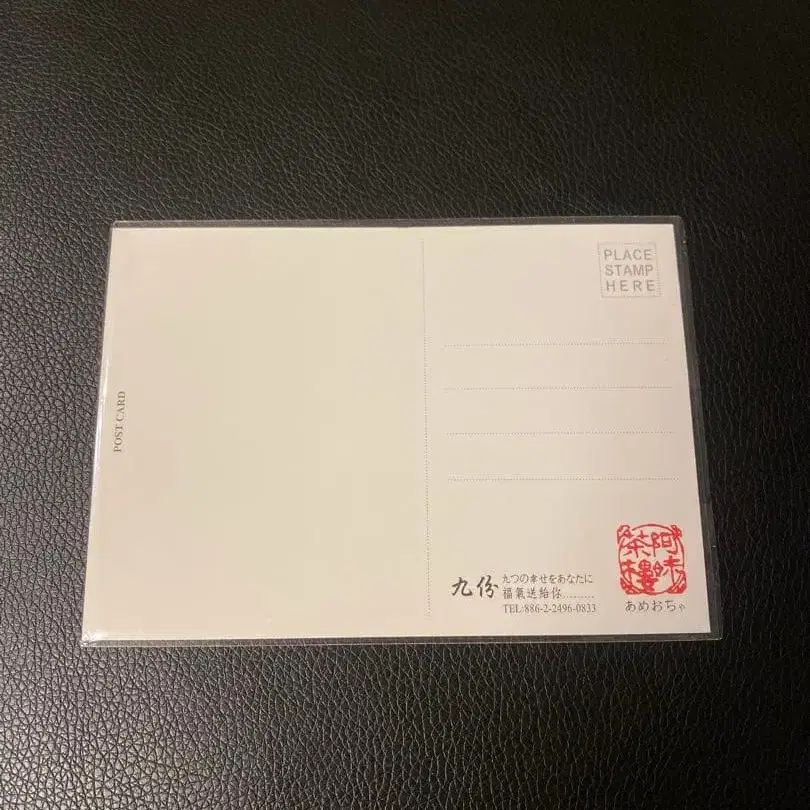 PLACE
STAMP
HERE
POST CARD
九份
九つの幸せをあなたに
福氣送給你.........
TEL:886-2-2496-0833
阿妹
茶樓
あめおちゃ